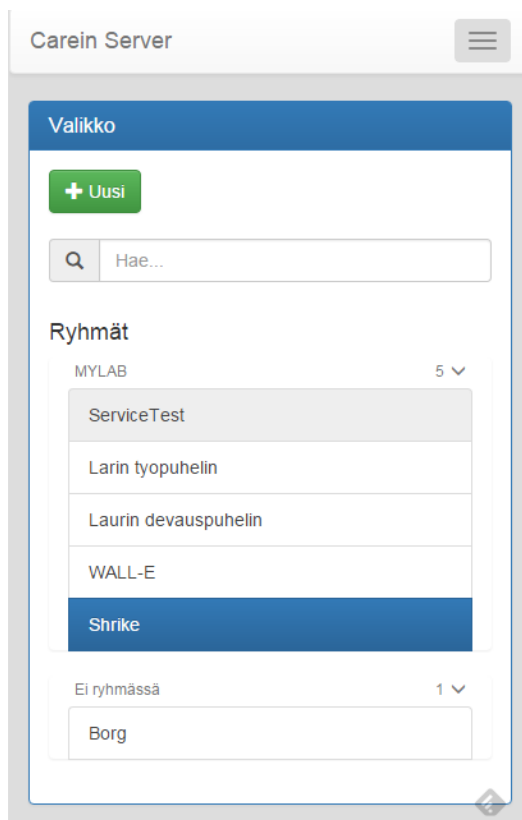 Carein Server
Valikko
Uusi
Hae...
Ryhmät
MYLAB 5
ServiceTest
Larin tyopuhelin
Laurin devauspuhelin
WALL-E
Shrike
Ei ryhmässä 1
Borg